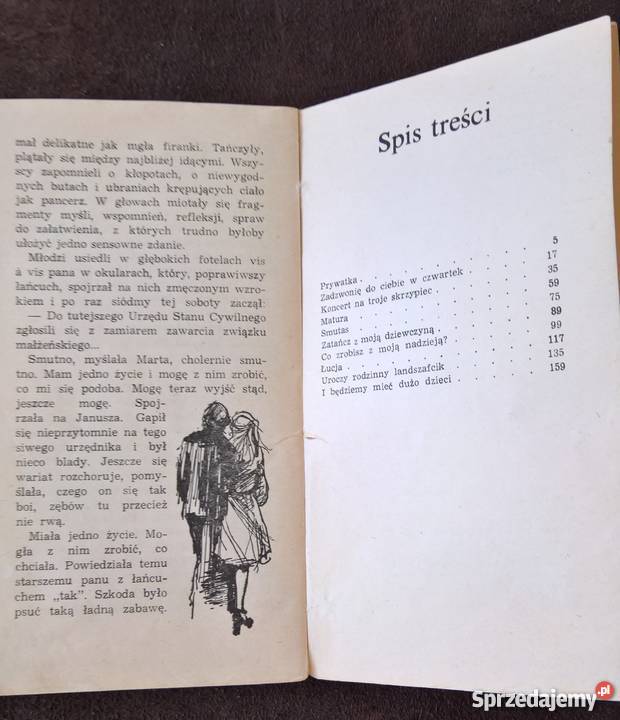 mał delikatne jak mgła firanki. Tańczyły,
plątały się między najbliżej idącymi. Wszy-
scy zapomnieli o kłopotach, o niewygod-
nych butach i ubraniach krępujących ciało
jak pancerz. W głowach miotały się frag-
menty myśli, wspomnień, refleksji, spraw
do załatwienia, z których trudno byłoby
ułożyć jedno sensowne zdanie.
Młodzi usiedli w głębokich fotelach vis
à vis pana w okularach, który, poprawiwszy
łańcuch, spojrzał na nich zmęczonym wzro-
kiem i po raz siódmy tej soboty zaczął:
— Do tutejszego Urzędu Stanu Cywilnego
zgłosili się z zamiarem zawarcia związku
małżeńskiego...
Smutno, myślała Marta, cholernie smu-
tno. Mam jedno życie i mogę z nim zrobić,
co mi się podoba. Mogę teraz wyjść stąd,
jeszcze mogę. Spoj-
rzała na Janusza. Gapił
się nieprzytomnie na tego
siwego urzędnika i był
nieco blady. Jeszcze się
wariat rozchoruje, pomy-
ślała, czego on się tak
boi, zębów tu przecież
nie rwą.
Miała jedno życie. Mo-
gła z nim zrobić, co
chciała. Powiedziała temu
starszemu panu z łańcu-
chem „tak”. Szkoda było
psuć taką ładną zabawę.
Spis treści
Prywatka . . . . . . . . . . 5
Zadzwonię do ciebie w czwartek . . . . 17
Koncert na troje skrzypiec . . . . . 35
Matura . . . . . . . . . . 59
Smutas . . . . . . . . . . 75
Zatańcz z moją dziewczyną . . . . . 89
Co zrobisz z moją nadzieją? . . . . . 99
Łucja . . . . . . . . . . 117
Uroczy rodzinny landszafcik . . . . . 135
I będziemy mieć dużo dzieci . . . . . 159
Sprzedajemy.pl